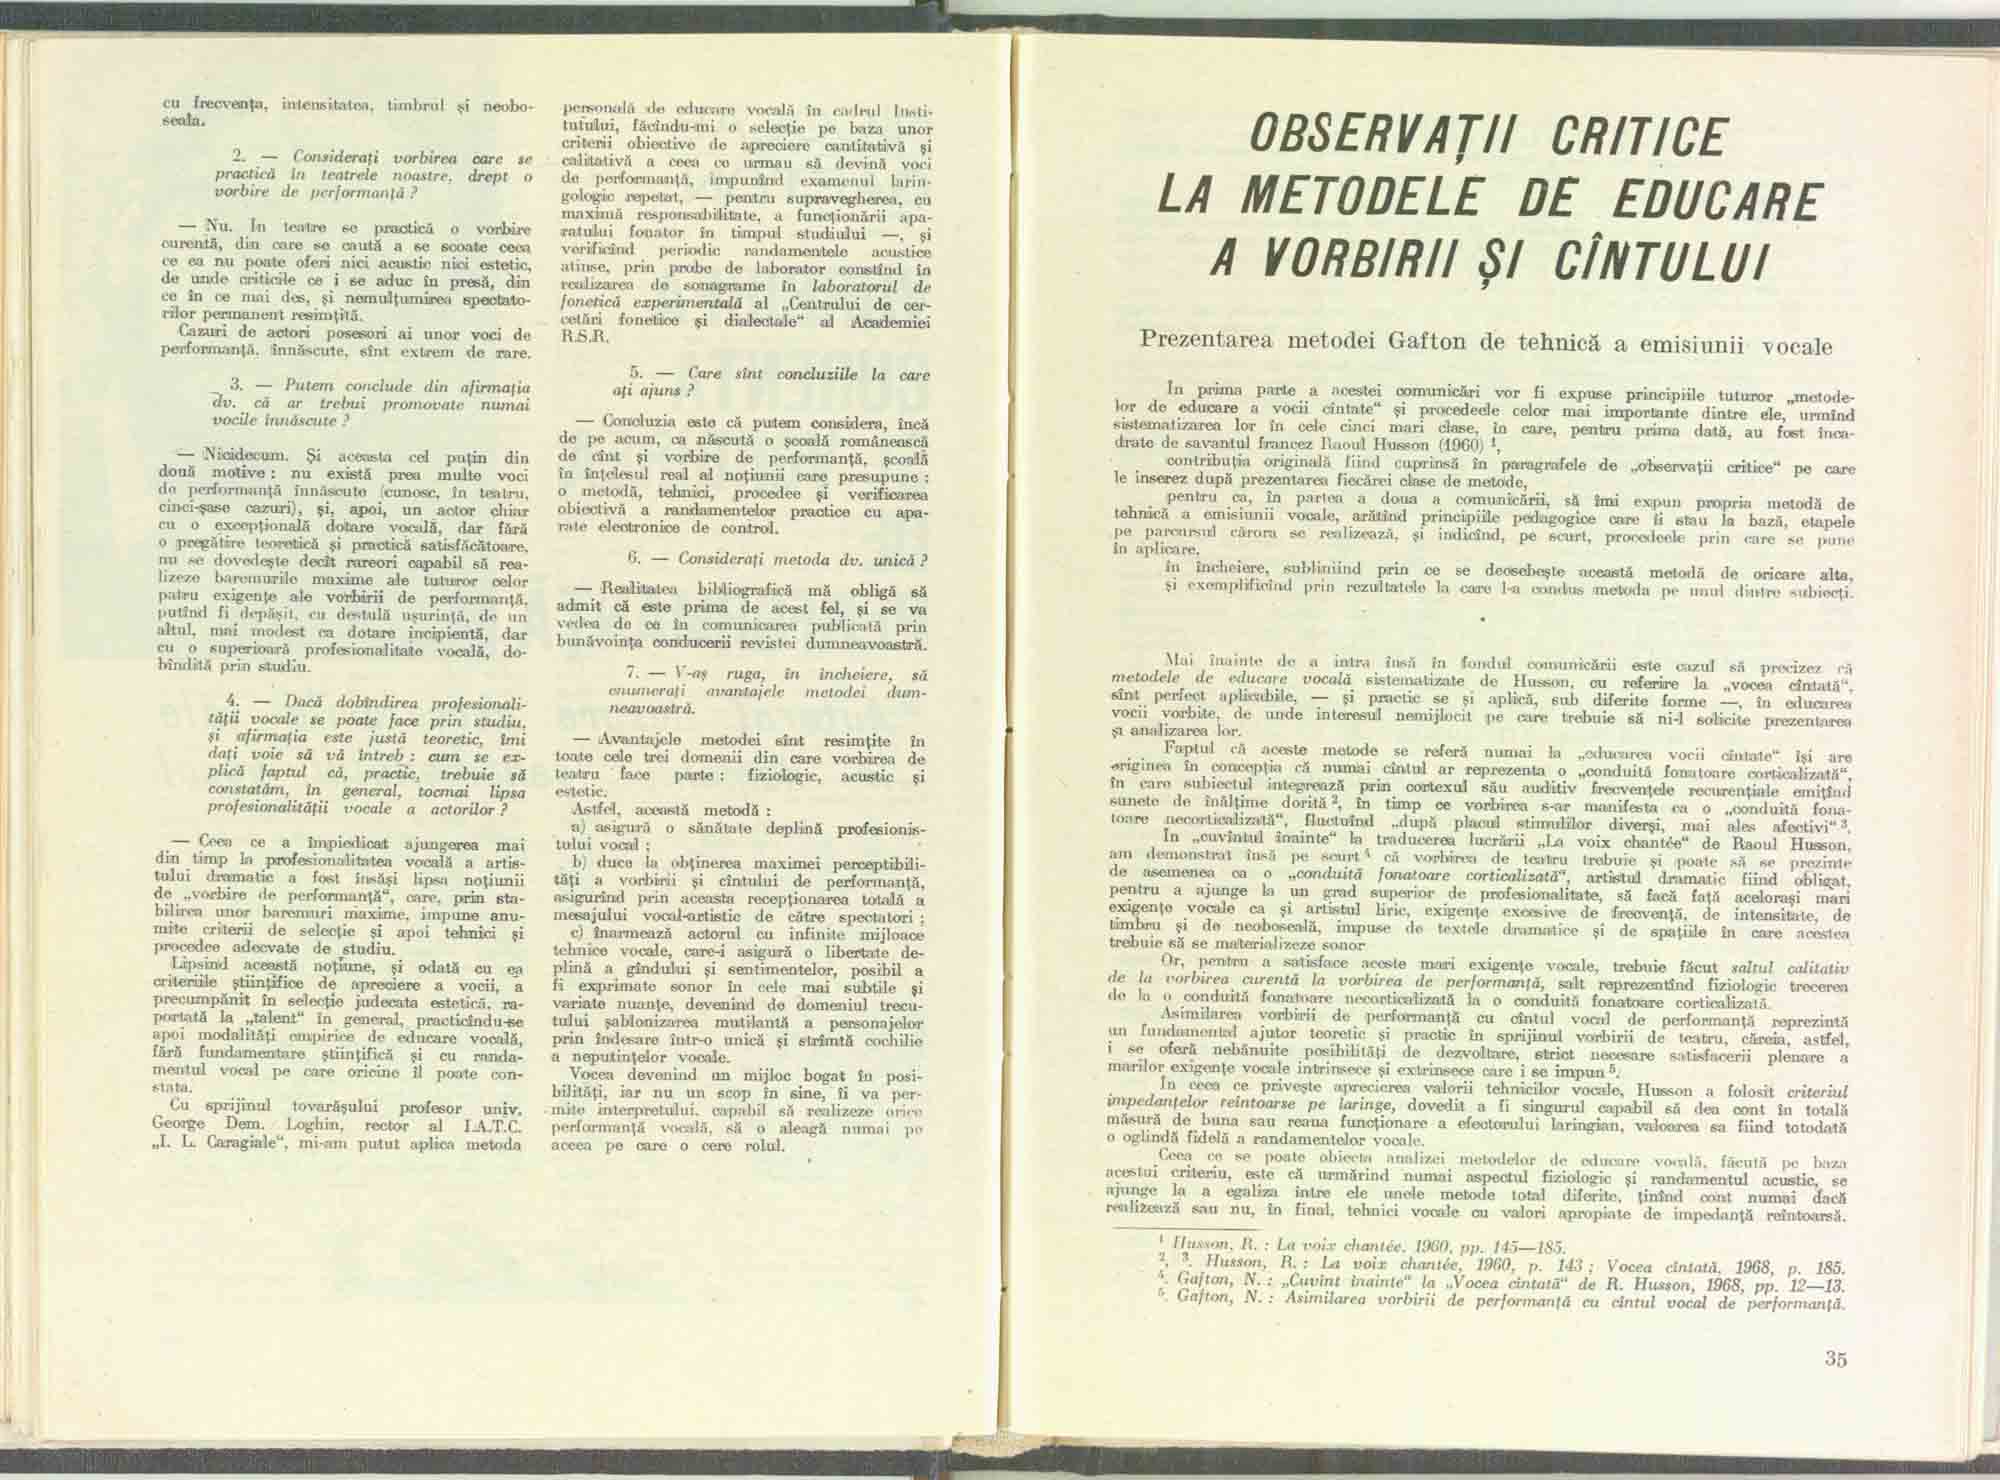 cu frecvența, intensitatea, timbrul și neobo-
seala.
2. — Considerați vorbirea care se
practică în teatrele noastre, drept o
vorbire de performanță ?
— Nu. In teatre se practică o vorbire
curentă, din care se caută a se scoate ceea
ce ea nu poate oferi nici acustic nici estetic,
de unde criticile ce i se aduc în presă, din
ce în ce mai des, și nemulțumirea spectato-
rilor permanent resimțită.
Cazuri de actori posesori ai unor voci de
performanță, înnăscute, sînt extrem de rare.
3. — Putem conclude din afirmația
dv. că ar trebui promovate numai
vocile înnăscute ?
— Nicidecum. Și aceasta cel puțin din
două motive : nu există prea multe voci
de performanță înnăscute (cunosc, în teatru,
cinci-șase cazuri), și, apoi, un actor chiar
cu o excepțională dotare vocală, dar fără
o pregătire teoretică și practică satisfăcătoare,
nu se dovedește decît rareori capabil să rea-
lizeze baremurile maxime ale tuturor celor
patru exigențe ale vorbirii de performanță,
putînd fi depășit, cu destulă ușurință, de un
altul, mai modest ca dotare incipientă, dar
cu o superioară profesionalitate vocală, do-
bîndită prin studiu.
4. — Dacă dobîndirea profesionali-
tății vocale se poate face prin studiu,
și afirmația este justă teoretic, îmi
dați voie să vă întreb : cum se ex-
plică faptul că, practic, trebuie să
constatăm, în general, tocmai lipsa
profesionalității vocale a actorilor ?
— Ceea ce a împiedicat ajungerea mai
din timp la profesionalitatea vocală a artis-
tului dramatic a fost însăși lipsa noțiunii
de „vorbire de performanță“, care, prin sta-
bilirea unor baremuri maxime, impune anu-
mite criterii de selecție și apoi tehnici și
procedee adecvate de studiu.
Lipsind această noțiune, și odată cu ea
criteriile științifice de apreciere a vocii, a
precumpănit în selecție judecata estetică, ra-
portată la „talent“ în general, practicîndu-se
apoi modalități empirice de educare vocală,
fără fundamentare științifică și cu randa-
mentul vocal pe care oricine îl poate con-
stata.
Cu sprijinul tovarășului profesor univ.
George Dem. Loghin, rector al I.A.T.C.
„I. L. Caragiale“, mi-am putut aplica metoda
personală de educare vocală în cadrul Insti-
tutului, făcîndu-mi o selecție pe baza unor
criterii obiective de apreciere cantitativă și
calitativă a ceea ce urmau să devină voci
de performanță, impunînd examenul larin-
gologic repetat, — pentru supravegherea, cu
maximă responsabilitate, a funcționării apa-
ratului fonator în timpul studiului —, și
verificînd periodic randamentele acustice
atinse, prin probe de laborator constînd în
realizarea de sonagrame în laboratorul de
fonetică experimentală al „Centrului de cer-
cetări fonetice și dialectale“ al Academiei
R.S.R.
5. — Care sînt concluziile la care
ați ajuns ?
— Concluzia este că putem considera, încă
de pe acum, ca născută o școală românească
de cînt și vorbire de performanță, școală
în înțelesul real al noțiunii care presupune :
o metodă, tehnici, procedee și verificarea
obiectivă a randamentelor practice cu apa-
rate electronice de control.
6. — Considerați metoda dv. unică ?
— Realitatea bibliografică mă obligă să
admit că este prima de acest fel, și se va
vedea de ce în comunicarea publicată prin
bunăvoința conducerii revistei dumneavoastră.
7. — V-aș ruga, în încheiere, să
enumerați avantajele metodei dum-
neavoastră.
— Avantajele metodei sînt resimțite în
toate cele trei domenii din care vorbirea de
teatru face parte : fiziologic, acustic și
estetic.
Astfel, această metodă :
a) asigură o sănătate deplină profesionis-
tului vocal ;
b) duce la obținerea maximei perceptibili-
tăți a vorbirii și cîntului de performanță,
asigurînd prin aceasta recepționarea totală a
mesajului vocal-artistic de către spectatori ;
c) înarmează actorul cu infinite mijloace
tehnice vocale, care-i asigură o libertate de-
plină a gîndului și sentimentelor, posibil a
fi exprimate sonor în cele mai subtile și
variate nuanțe, devenind de domeniul trecu-
tului șablonizarea mutilantă a personajelor
prin îndesare într-o unică și strîmtă cochilie
a neputințelor vocale.
Vocea devenind un mijloc bogat în posi-
bilități, iar nu un scop în sine, îi va per-
mite interpretului, capabil să realizeze orice
performanță vocală, să o aleagă numai pe
aceea pe care o cere rolul.
OBSERVAȚII CRITICE
LA METODELE DE EDUCARE
A VORBIRII ȘI CÎNTULUI
Prezentarea metodei Gafton de tehnică a emisiunii vocale
In prima parte a acestei comunicări vor fi expuse principiile tuturor „metode-
lor de educare a vocii cîntate“ și procedeele celor mai importante dintre ele, urmînd
sistematizarea lor în cele cinci mari clase, în care, pentru prima dată, au fost înca-
drate de savantul francez Raoul Husson (1960) ¹,
contribuția originală fiind cuprinsă în paragrafele de „observații critice“ pe care
le inserez după prezentarea fiecărei clase de metode,
pentru ca, în partea a doua a comunicării, să îmi expun propria metodă de
tehnică a emisiunii vocale, arătînd principiile pedagogice care îi stau la bază, etapele
pe parcursul cărora se realizează, și indicînd, pe scurt, procedeele prin care se pune
în aplicare,
în încheiere, subliniind prin ce se deosebește această metodă de oricare alta,
și exemplificînd prin rezultatele la care l-a condus metoda pe unul dintre subiecți.
Mai înainte de a intra însă în fondul comunicării este cazul să precizez că
metodele de educare vocală sistematizate de Husson, cu referire la „vocea cîntată“,
sînt perfect aplicabile, — și practic se și aplică, sub diferite forme —, în educarea
vocii vorbite, de unde interesul nemijlocit pe care trebuie să ni-l solicite prezentarea
și analizarea lor.
Faptul că aceste metode se referă numai la „educarea vocii cîntate“ își are
originea în concepția că numai cîntul ar reprezenta o „conduită fonatoare corticalizată“,
în care subiectul integrează prin cortexul său auditiv frecvențele recurențiale emițînd
sunete de înălțime dorită ², în timp ce vorbirea s-ar manifesta ca o „conduită fona-
toare necorticalizată“, fluctuînd „după placul stimulilor diverși, mai ales afectivi“ ³.
In „cuvîntul înainte“ la traducerea lucrării „La voix chantée“ de Raoul Husson,
am demonstrat însă pe scurt ⁴ că vorbirea de teatru trebuie și poate să se prezinte
de asemenea ca o „conduită fonatoare corticalizată“, artistul dramatic fiind obligat,
pentru a ajunge la un grad superior de profesionalitate, să facă față acelorași mari
exigențe vocale ca și artistul liric, exigențe excesive de frecvență, de intensitate, de
timbru și de neoboseală, impuse de textele dramatice și de spațiile în care acestea
trebuie să se materializeze sonor
Or, pentru a satisface aceste mari exigențe vocale, trebuie făcut saltul calitativ
de la vorbirea curentă la vorbirea de performanță, salt reprezentînd fiziologic trecerea
de la o conduită fonatoare necorticalizată la o conduită fonatoare corticalizată.
Asimilarea vorbirii de performanță cu cîntul vocal de performanță reprezintă
un fundamental ajutor teoretic și practic în sprijinul vorbirii de teatru, căreia, astfel,
i se oferă nebănuite posibilități de dezvoltare, strict necesare satisfacerii plenare a
marilor exigențe vocale intrinsece și extrinsece care i se impun ⁵.
In ceea ce privește aprecierea valorii tehnicilor vocale, Husson a folosit criteriul
impedanțelor reîntoarse pe laringe, dovedit a fi singurul capabil să dea cont în totală
măsură de buna sau reaua funcționare a efectorului laringian, valoarea sa fiind totodată
o oglindă fidelă a randamentelor vocale.
Ceea ce se poate obiecta analizei metodelor de educare vocală, făcută pe baza
acestui criteriu, este că urmărind numai aspectul fiziologic și randamentul acustic, se
ajunge la a egaliza între ele unele metode total diferite, ținînd cont numai dacă
realizează sau nu, în final, tehnici vocale cu valori apropiate de impedanță reîntoarsă.
¹ Husson, R. : La voix chantée. 1960, pp. 145—185.
², ³. Husson, R. : La voix chantée, 1960, p. 143 ; Vocea cîntată, 1968, p. 185.
⁴. Gafton, N. : „Cuvînt înainte“ la „Vocea cîntată“ de R. Husson, 1968, pp. 12—13.
⁵. Gafton, N. : Asimilarea vorbirii de performanță cu cîntul vocal de performanță.
35